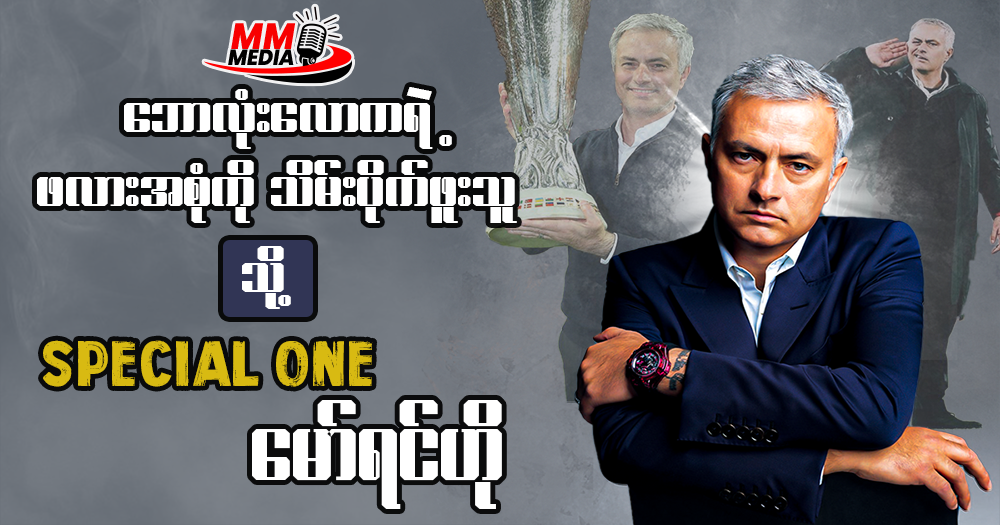 MM
MEDIA
ဘောလုံးလောကရဲ့
ဖလားအစုံကို သိမ်းပိုက်ဖူးသူ
သို့
SPECIAL ONE
မော်ရင်ဟို